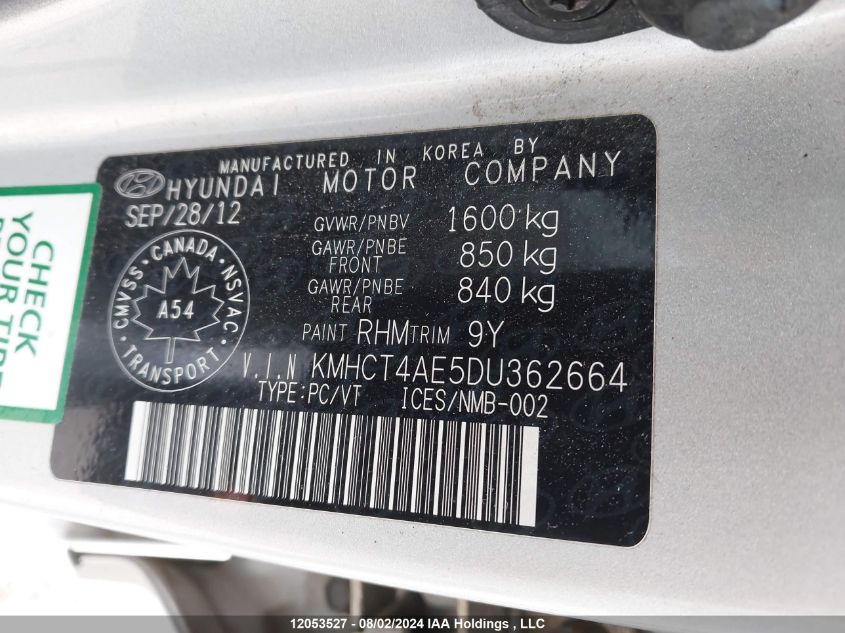 MANUFACTURED IN KOREA BY
HYUNDAI MOTOR COMPANY
SEP/28/12
GVWR/PNBV 1600 kg
GAWR/PNBE FRONT 850 kg
GAWR/PNBE REAR 840 kg
CANADA
CMVSS NSVAC
A54
TRANSPORT
PAINT RHM TRIM 9Y
V.I.N KMHCT4AE5DU362664
TYPE:PC/VT ICES/NMB-002
CHECK
YOUR
12053527 - 08/02/2024 IAA Holdings , LLC